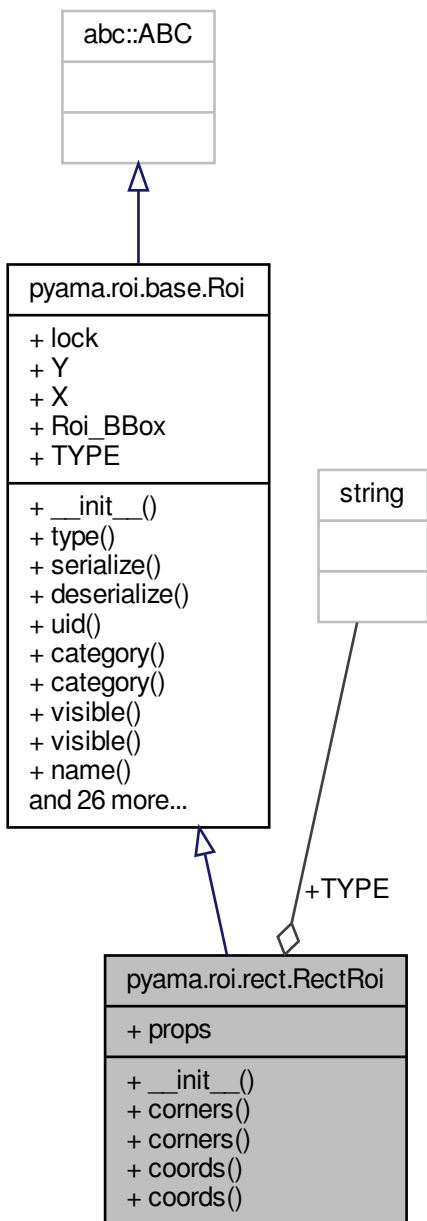 abc::ABC
pyama.roi.base.Roi
+ lock
+ Y
+ X
+ Roi_BBox
+ TYPE
+ __init__()
+ type()
+ serialize()
+ deserialize()
+ uid()
+ category()
+ category()
+ visible()
+ visible()
+ name()
and 26 more...
string
+TYPE
pyama.roi.rect.RectRoi
+ props
+ __init__()
+ corners()
+ corners()
+ coords()
+ coords()